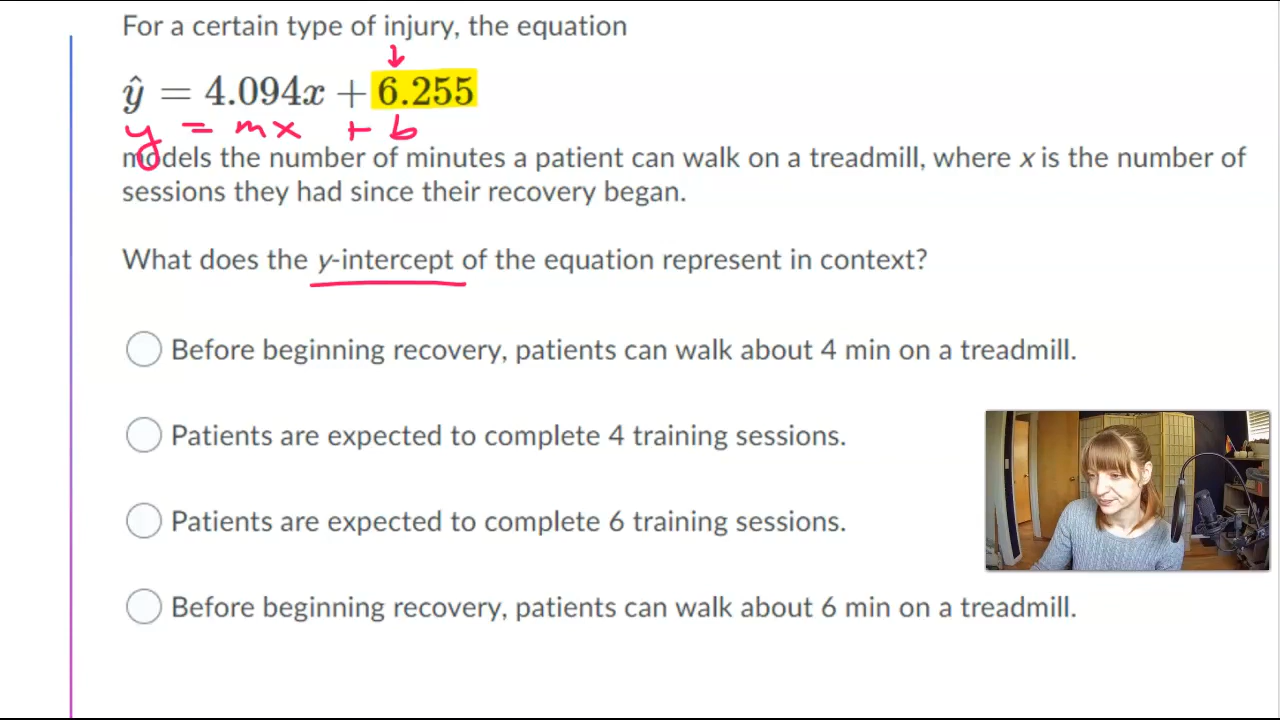 For a certain type of injury, the equation
ŷ = 4.094x + 6.255
y = mx + b
models the number of minutes a patient can walk on a treadmill, where x is the number of
sessions they had since their recovery began.
What does the y-intercept of the equation represent in context?
Before beginning recovery, patients can walk about 4 min on a treadmill.
Patients are expected to complete 4 training sessions.
Patients are expected to complete 6 training sessions.
Before beginning recovery, patients can walk about 6 min on a treadmill.